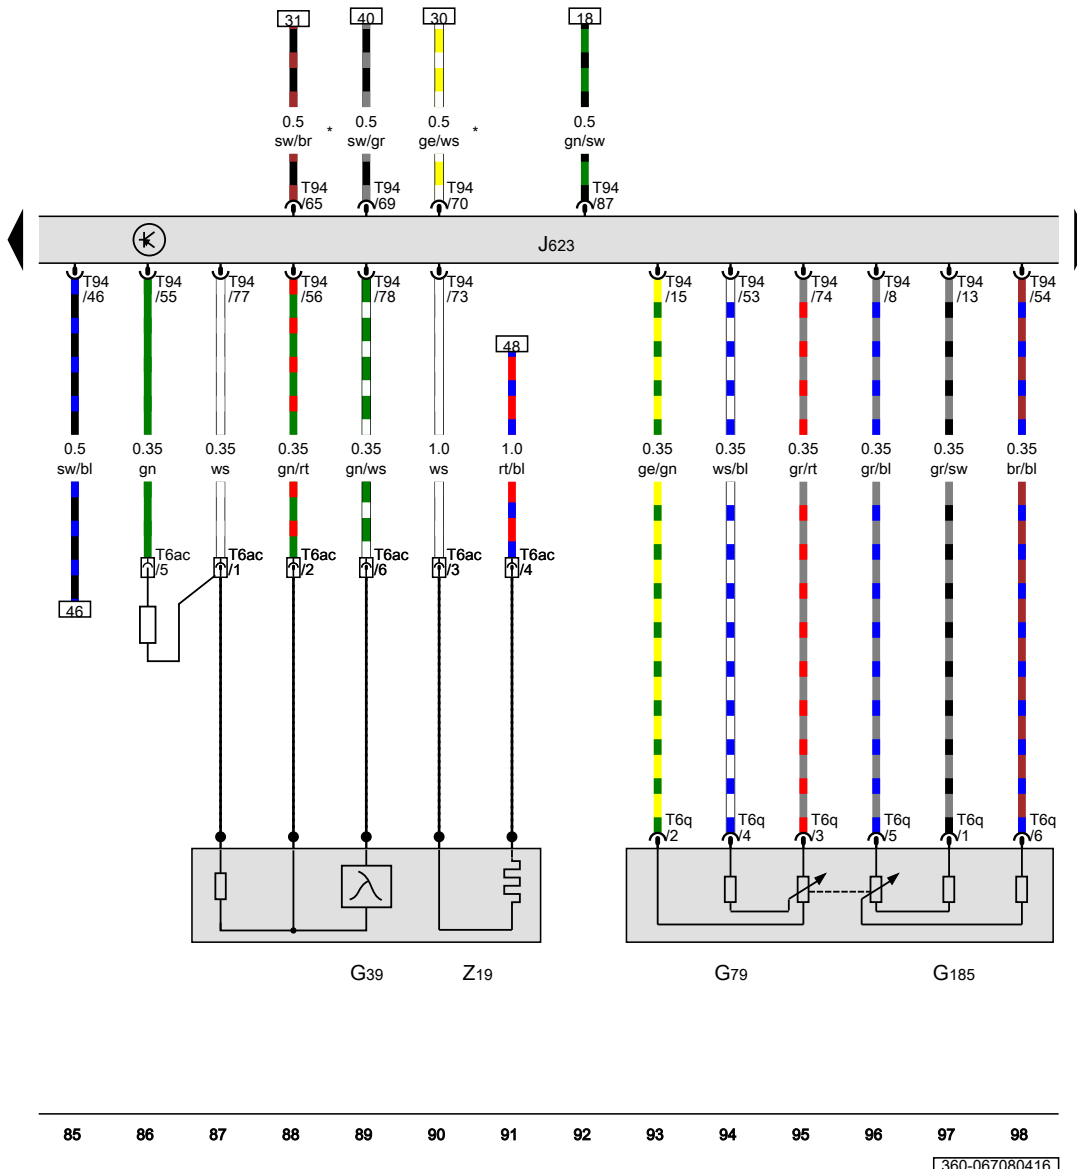 31 40 30 18
0.5 0.5 0.5 0.5
sw/br * sw/gr ge/ws * gn/sw
T94 T94 T94 T94
/65 /69 /70 /87
J623
T94 T94 T94 T94 T94 T94 T94 T94 T94 T94 T94 T94
/46 /55 /77 /56 /78 /73 /15 /53 /74 /8 /13 /54
48
0.5 0.35 0.35 0.35 0.35 1.0 1.0 0.35 0.35 0.35 0.35 0.35 0.35
sw/bl gn ws gn/rt gn/ws ws rt/bl ge/gn ws/bl gr/rt gr/bl gr/sw br/bl
T6ac T6ac T6ac T6ac T6ac T6ac
/5 /1 /2 /6 /3 /4
46
T6q T6q T6q T6q T6q T6q
/2 /4 /3 /5 /1 /6
G39 Z19 G79 G185
85 86 87 88 89 90 91 92 93 94 95 96 97 98
360-067080416